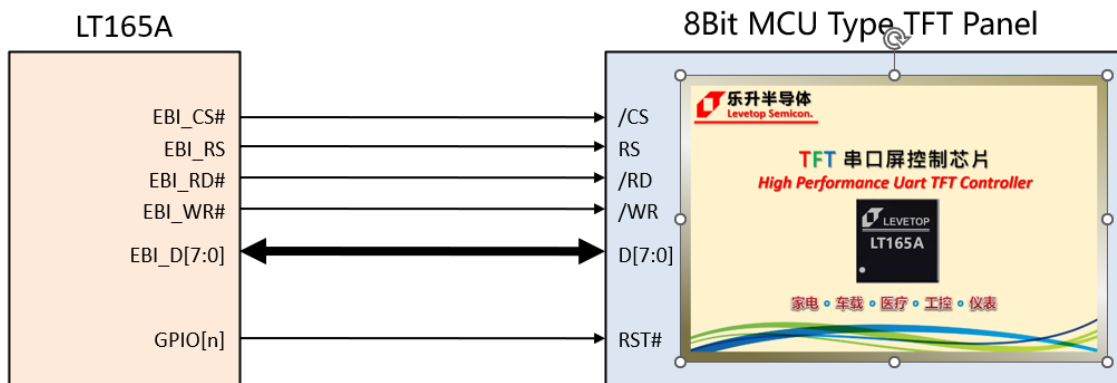 LT165A
8Bit MCU Type TFT Panel
EBI_CS#
EBI_RS
EBI_RD#
EBI_WR#
EBI_D[7:0]
GPIO[n]
/CS
RS
/RD
/WR
D[7:0]
RST#
乐升半导体
Levetop Semicon.
TFT 串口屏控制芯片
High Performance Uart TFT Controller
LEVETOP
LT165A
家电 • 车载 • 医疗 • 工控 • 仪表